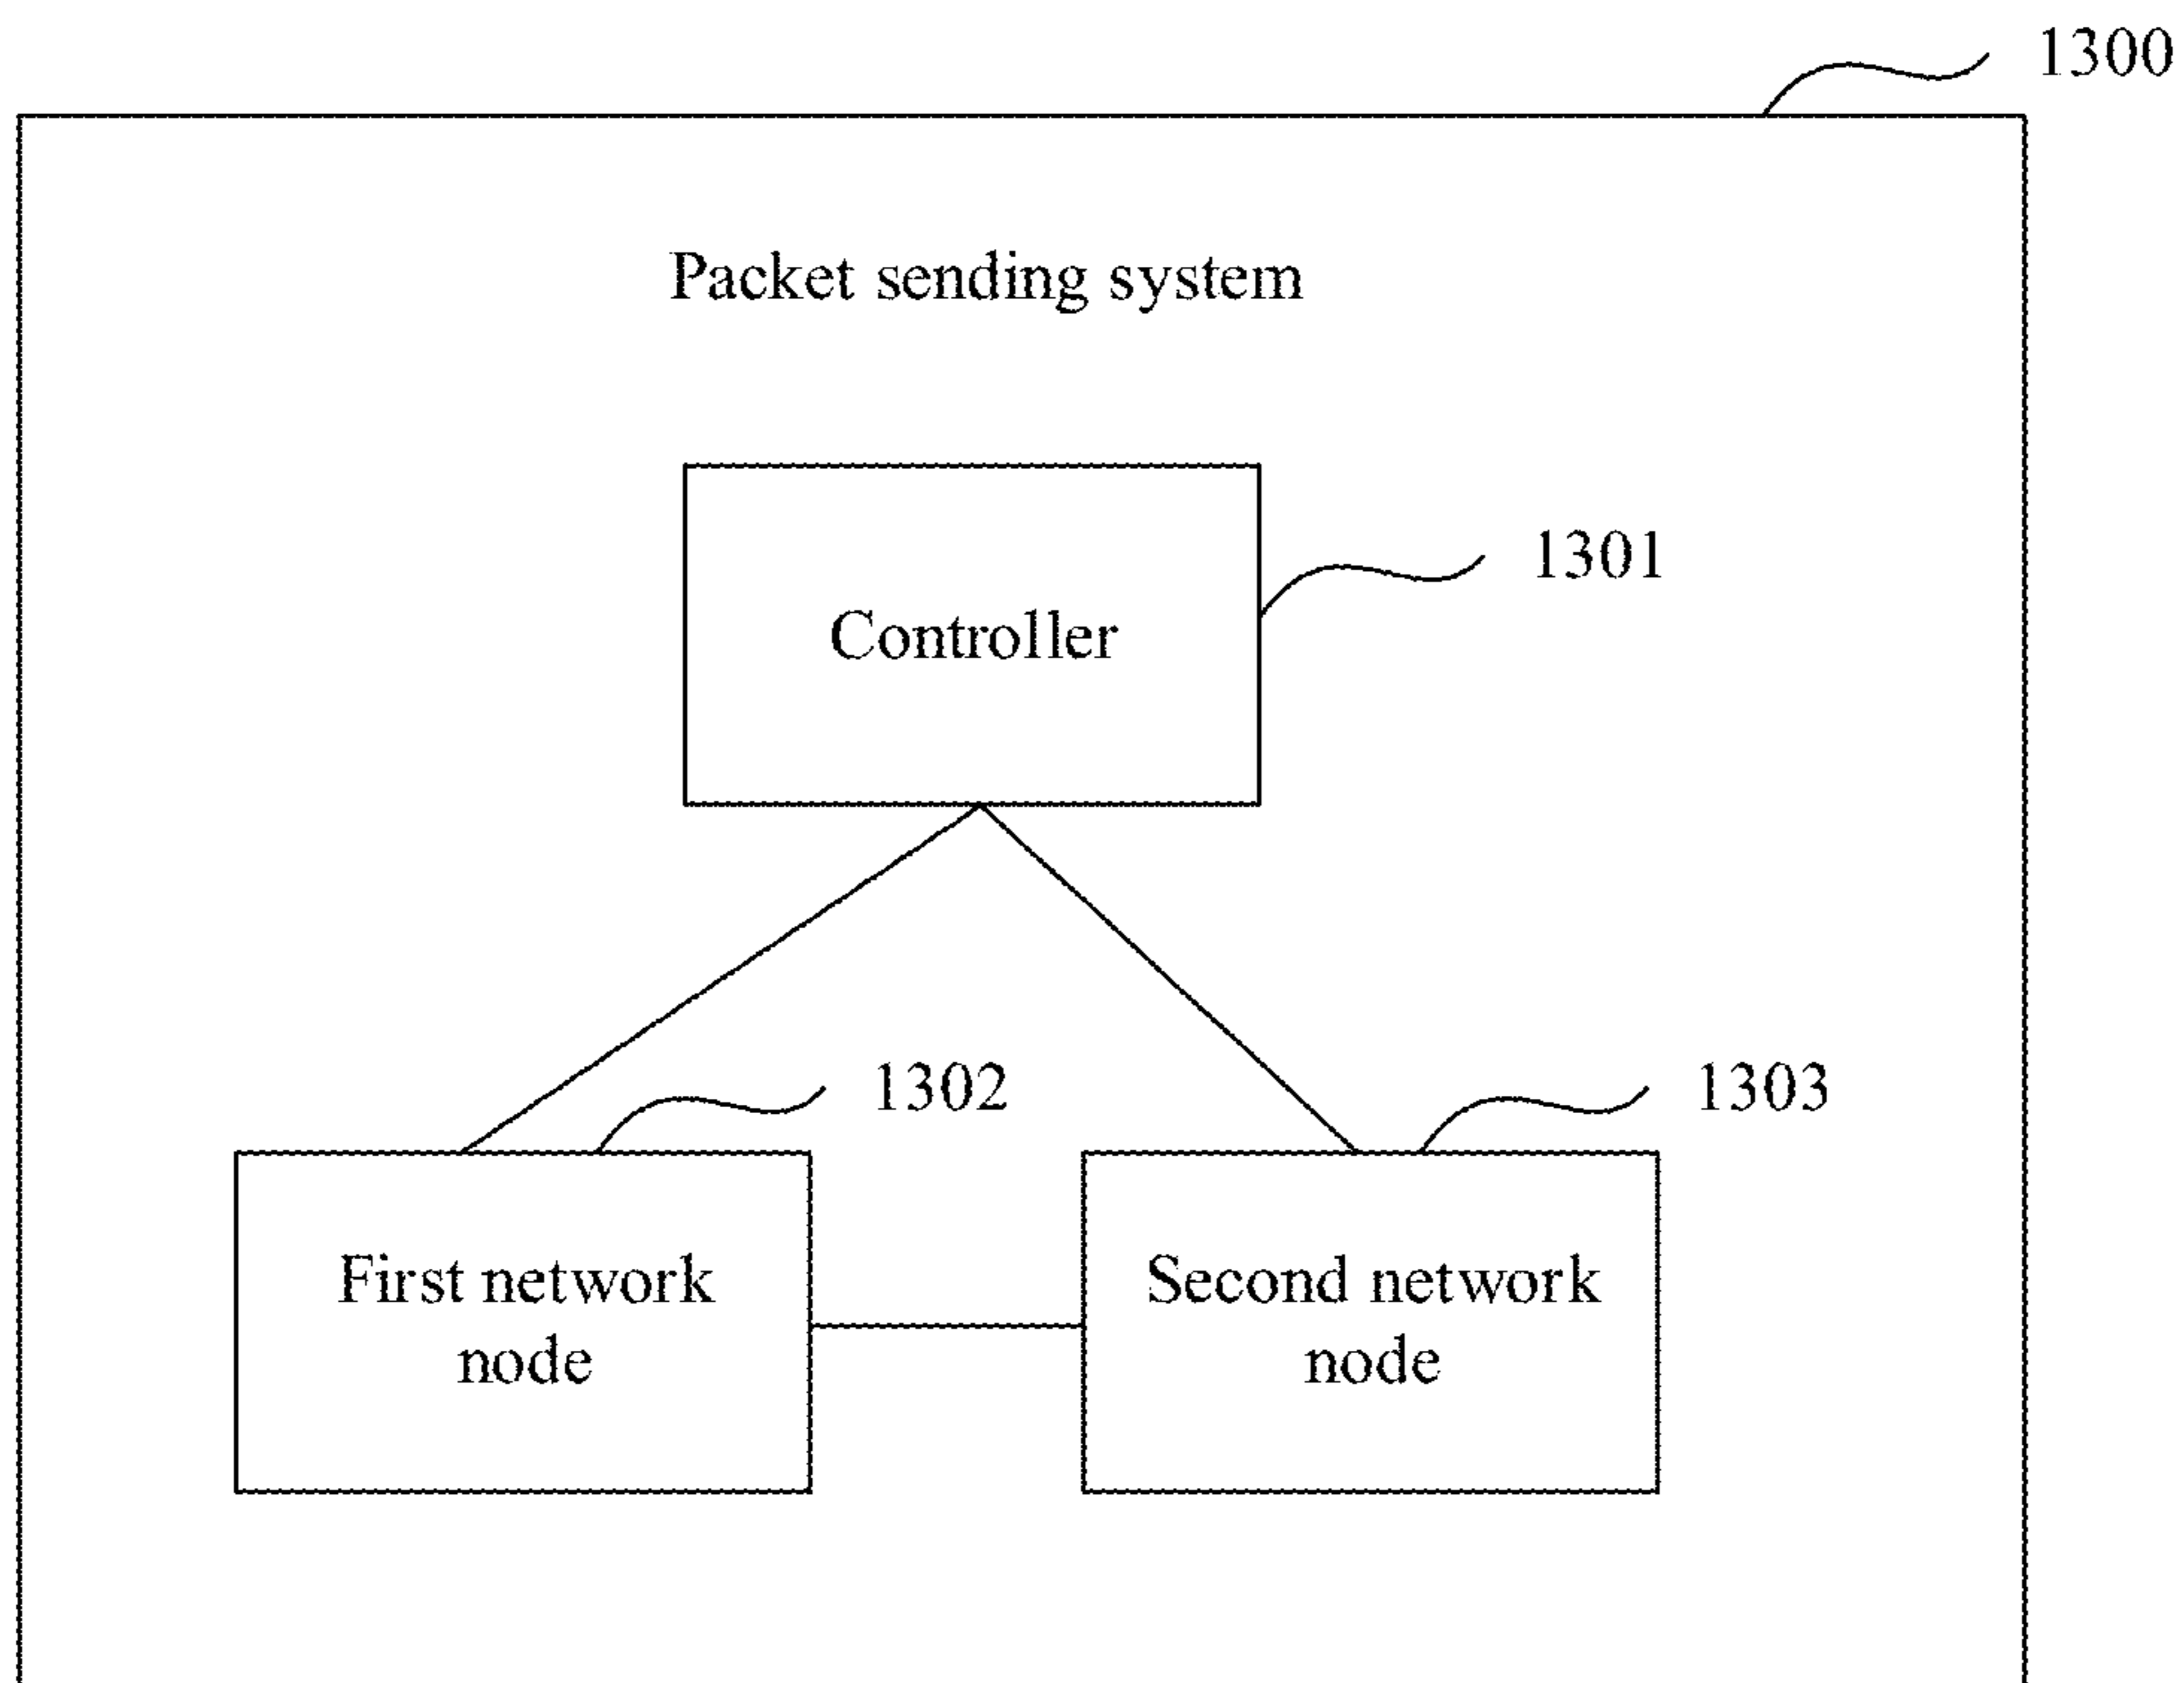 1300
Packet sending system
1301
Controller
1302
1303
First network
node
Second network
node